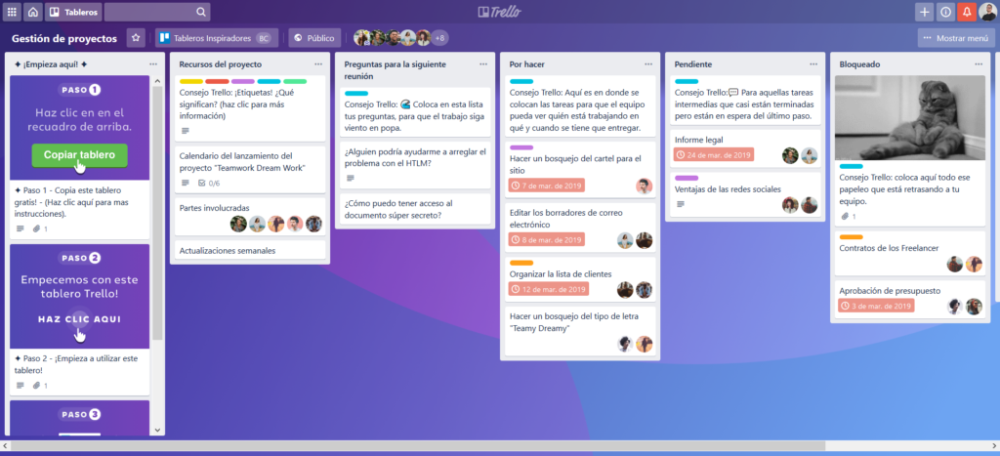 Tableros
Trello
Gestión de proyectos
Tableros Inspiradores
BC
Público
+8
Mostrar menú
✦ ¡Empieza aquí! ✦
PASO 1
Haz clic en en el
recuadro de arriba.
Copiar tablero
✦ Paso 1 - Copia este tablero
gratis! - (Haz clic aquí para mas
instrucciones).
1
PASO 2
Empecemos con este
tablero Trello!
HAZ CLIC AQUI
✦ Paso 2 - ¡Empieza a utilizar este
tablero!
1
PASO 3
Recursos del proyecto
Consejo Trello: ¡Etiquetas! ¿Qué
significan? (haz clic para más
información)
Calendario del lanzamiento del
proyecto "Teamwork Dream Work"
0/6
Partes involucradas
Actualizaciones semanales
Preguntas para la siguiente
reunión
Consejo Trello: 🌊 Coloca en esta lista
tus preguntas, para que el trabajo siga
viento en popa.
¿Alguien podría ayudarme a arreglar el
problema con el HTLM?
¿Cómo puedo tener acceso al
documento súper secreto?
Por hacer
Consejo Trello: Aquí es en donde se
colocan las tareas para que el equipo
pueda ver quién está trabajando en
qué y cuando se tiene que entregar.
Hacer un bosquejo del cartel para el
sitio
7 de mar. de 2019
Editar los borradores de correo
electrónico
8 de mar. de 2019
Organizar la lista de clientes
12 de mar. de 2019
Hacer un bosquejo del tipo de letra
"Teamy Dreamy"
Pendiente
Consejo Trello:💬 Para aquellas tareas
intermedias que casi están terminadas
pero están en espera del último paso.
Informe legal
24 de mar. de 2019
Ventajas de las redes sociales
Bloqueado
Consejo Trello: coloca aquí todo ese
papeleo que está retrasando a tu
equipo.
1
Contratos de los Freelancer
Aprobación de presupuesto
3 de mar. de 2019